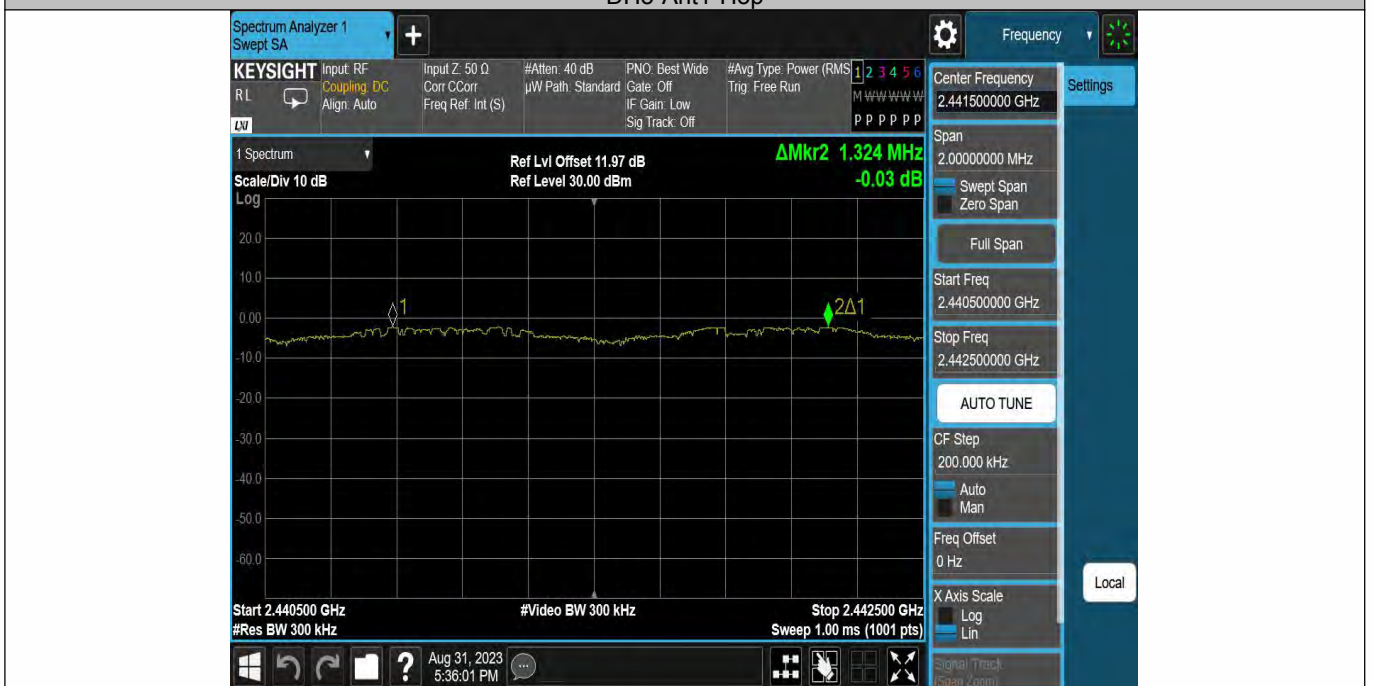 Spectrum Analyzer 1
Swept SA
+
Frequency
KEYSIGHT
RL
LXI
Input: RF
Coupling: DC
Align: Auto
Input Z: 50 Ω
Corr CCorr
Freq Ref: Int (S)
#Atten: 40 dB
µW Path: Standard
PNO: Best Wide
Gate: Off
IF Gain: Low
Sig Track: Off
#Avg Type: Power (RMS
Trig: Free Run
1 2 3 4 5 6
M W W W W W
P P P P P P
1 Spectrum
Scale/Div 10 dB
Log
Ref Lvl Offset 11.97 dB
Ref Level 30.00 dBm
ΔMkr2 1.324 MHz
-0.03 dB
20.0
10.0
0.00
-10.0
-20.0
-30.0
-40.0
-50.0
-60.0
1
2Δ1
Start 2.440500 GHz
#Res BW 300 kHz
#Video BW 300 kHz
Stop 2.442500 GHz
Sweep 1.00 ms (1001 pts)
?
Aug 31, 2023
5:36:01 PM
Center Frequency
2.441500000 GHz
Settings
Span
2.00000000 MHz
Swept Span
Zero Span
Full Span
Start Freq
2.440500000 GHz
Stop Freq
2.442500000 GHz
AUTO TUNE
CF Step
200.000 kHz
Auto
Man
Freq Offset
0 Hz
X Axis Scale
Log
Lin
Local
Signal Track
(Span Zoom)